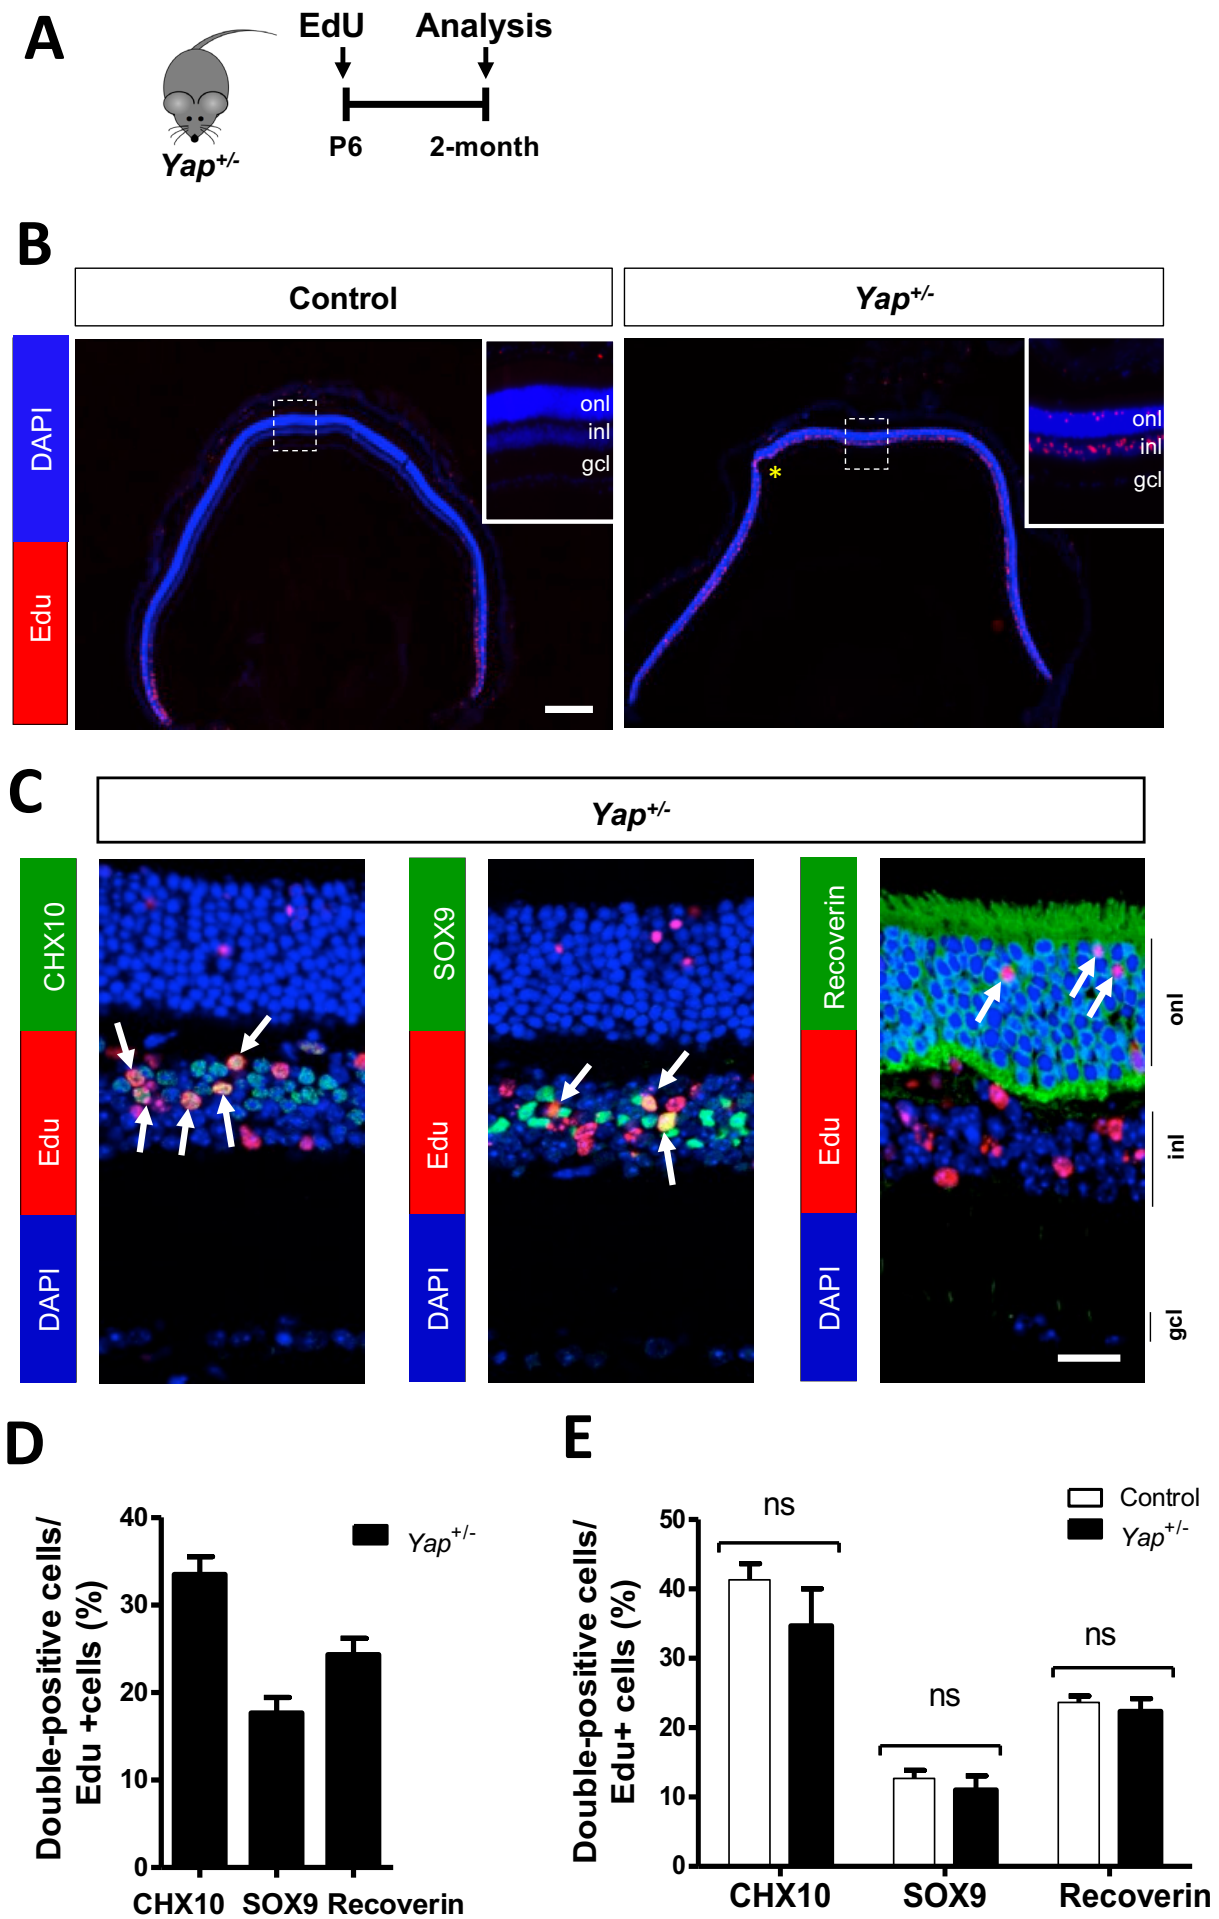 A
EdU Analysis
P6 2-month
Yap+/-
B
Control
Yap+/-
DAPI
Edu
onl
inl
gcl
onl
inl
gcl
*
C
Yap+/-
CHX10
Edu
DAPI
SOX9
Edu
DAPI
Recoverin
Edu
DAPI
onl
inl
gcl
D
Double-positive cells/
Edu +cells (%)
40
30
20
10
0
Yap+/-
CHX10 SOX9 Recoverin
E
Double-positive cells/
Edu+ cells (%)
50
40
30
20
10
0
Control
Yap+/-
ns
ns
ns
CHX10 SOX9 Recoverin